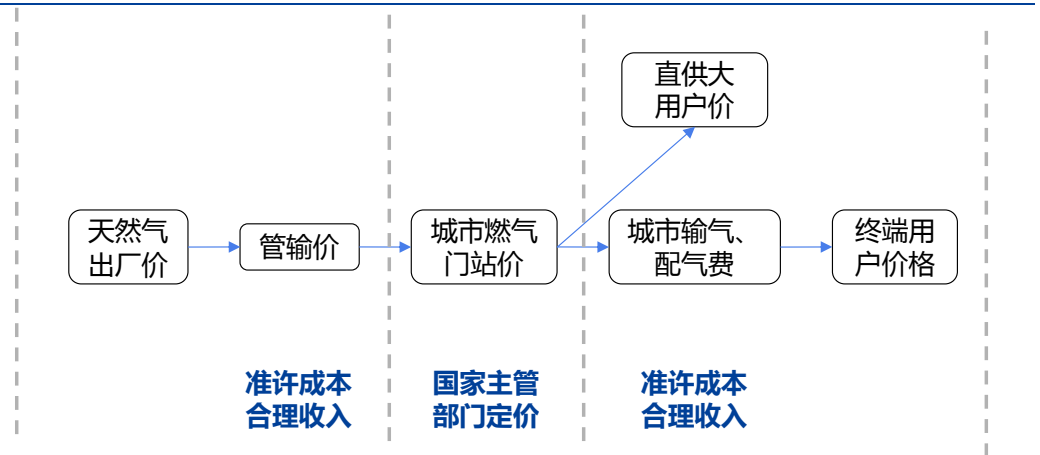 直供大
用户价
天然气
出厂价
管输价
城市燃气
门站价
城市输气、
配气费
终端用
户价格
准许成本
合理收入
国家主管
部门定价
准许成本
合理收入